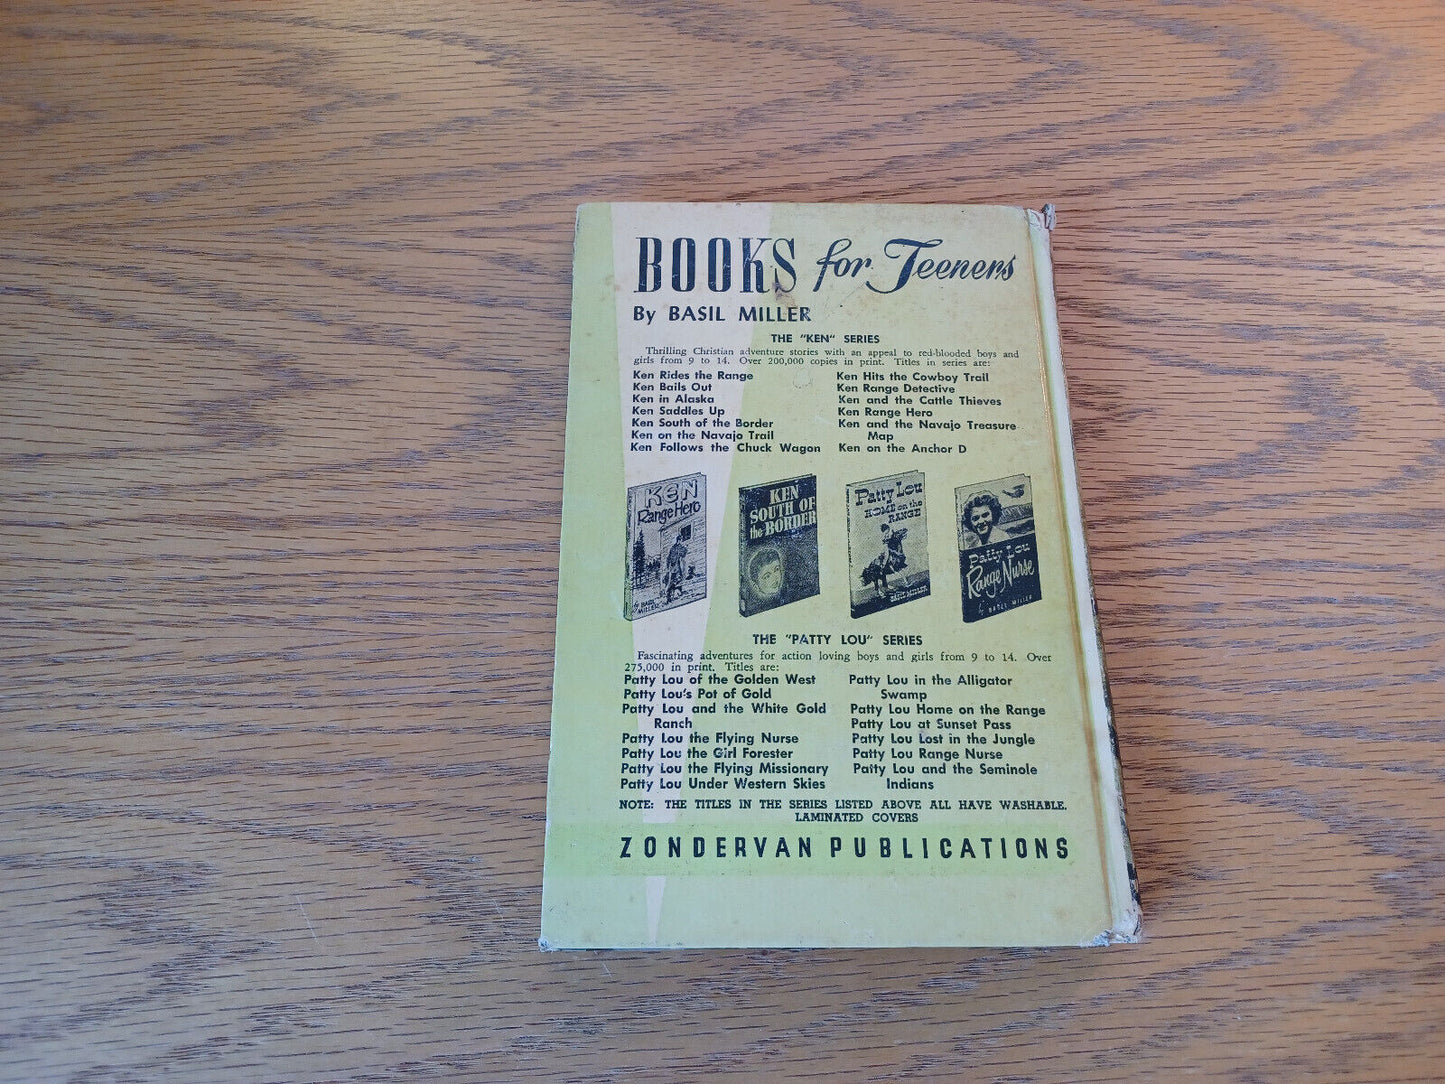 BOOKS for Teeners
By BASIL MILLER
THE "KEN" SERIES
Thrilling Christian adventure stories with an appeal to red-blooded boys and
girls from 9 to 14. Over 200,000 copies in print. Titles in series are:
Ken Rides the Range
Ken Bails Out
Ken in Alaska
Ken Saddles Up
Ken South of the Border
Ken on the Navajo Trail
Ken Follows the Chuck Wagon
Ken Hits the Cowboy Trail
Ken Range Detective
Ken and the Cattle Thieves
Ken Range Hero
Ken and the Navajo Treasure
Map
Ken on the Anchor D
KEN
Range Hero
by BASIL
MILLER
KEN
SOUTH OF
the BORDER
Patty Lou
HOME on the
RANGE
BASIL MILLER
Patty Lou
Range Nurse
by BASIL MILLER
THE "PATTY LOU" SERIES
Fascinating adventures for action loving boys and girls from 9 to 14. Over
275,000 in print. Titles are:
Patty Lou of the Golden West
Patty Lou's Pot of Gold
Patty Lou and the White Gold
Ranch
Patty Lou the Flying Nurse
Patty Lou the Girl Forester
Patty Lou the Flying Missionary
Patty Lou Under Western Skies
Patty Lou in the Alligator
Swamp
Patty Lou Home on the Range
Patty Lou at Sunset Pass
Patty Lou Lost in the Jungle
Patty Lou Range Nurse
Patty Lou and the Seminole
Indians
NOTE: THE TITLES IN THE SERIES LISTED ABOVE ALL HAVE WASHABLE.
LAMINATED COVERS
ZONDERVAN PUBLICATIONS